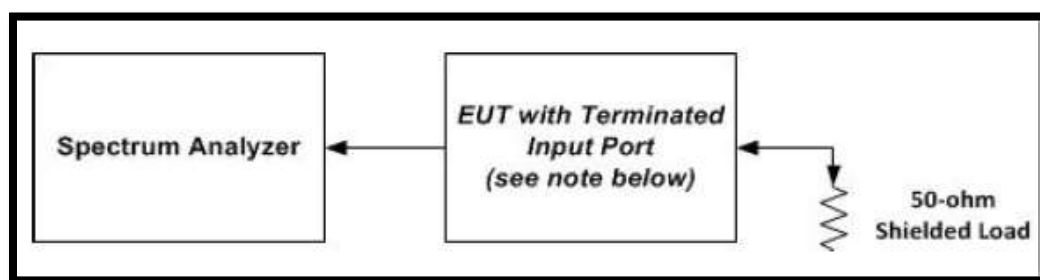 Spectrum Analyzer
EUT with Terminated
Input Port
(see note below)
50-ohm
Shielded Load